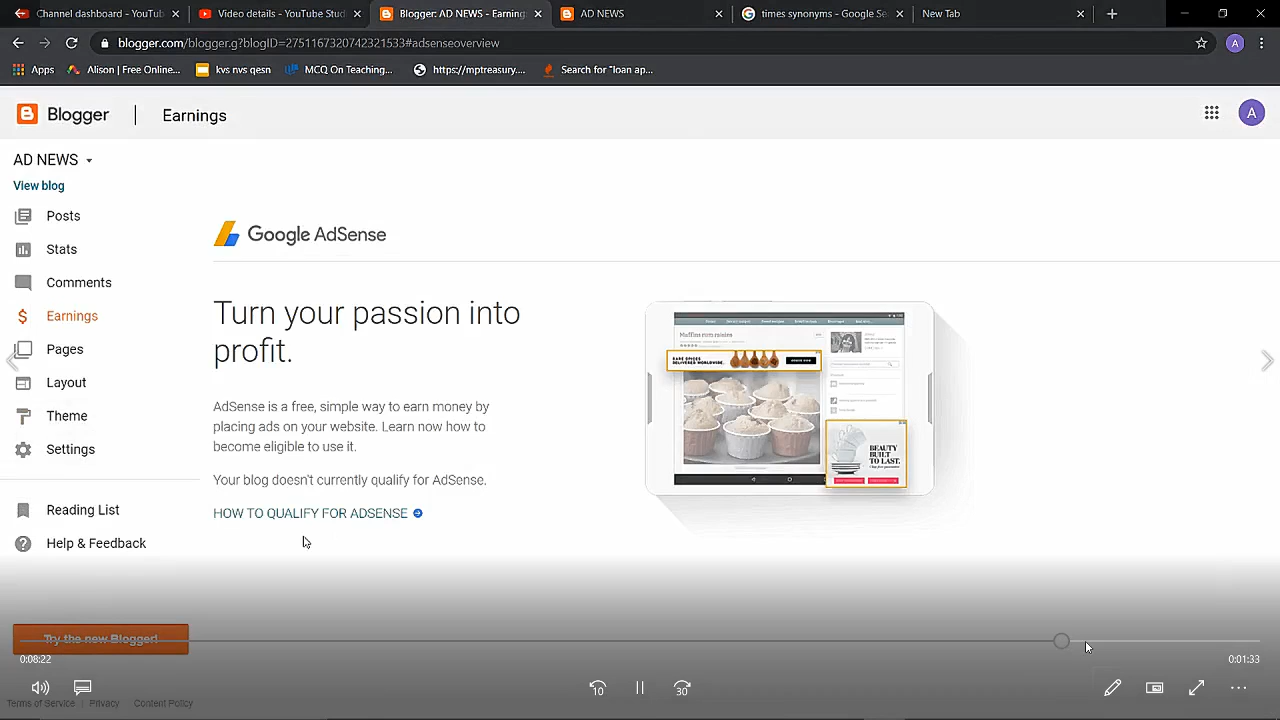 Channel dashboard - YouTub
Video details - YouTube Stud
Blogger: AD NEWS - Earning
AD NEWS
times synonyms - Google Se
New Tab
blogger.com/blogger.g?blogID=2751167320742321533#adsenseoverview
A
Apps
Alison | Free Online...
kvs nvs qesn
MCQ On Teaching...
https://mptreasury....
Search for "loan ap...
Blogger
Earnings
A
AD NEWS
View blog
Posts
Stats
Comments
Earnings
Pages
Layout
Theme
Settings
Reading List
Help & Feedback
Try the new Blogger!
Google AdSense
Turn your passion into
profit.
AdSense is a free, simple way to earn money by
placing ads on your website. Learn now how to
become eligible to use it.
Your blog doesn't currently qualify for AdSense.
HOW TO QUALIFY FOR ADSENSE
RARE SPICES
DELIVERED WORLDWIDE.
BEAUTY
BUILT
TO LAST.
0:08:22
0:01:33
10
30
Terms of Service
Privacy
Content Policy